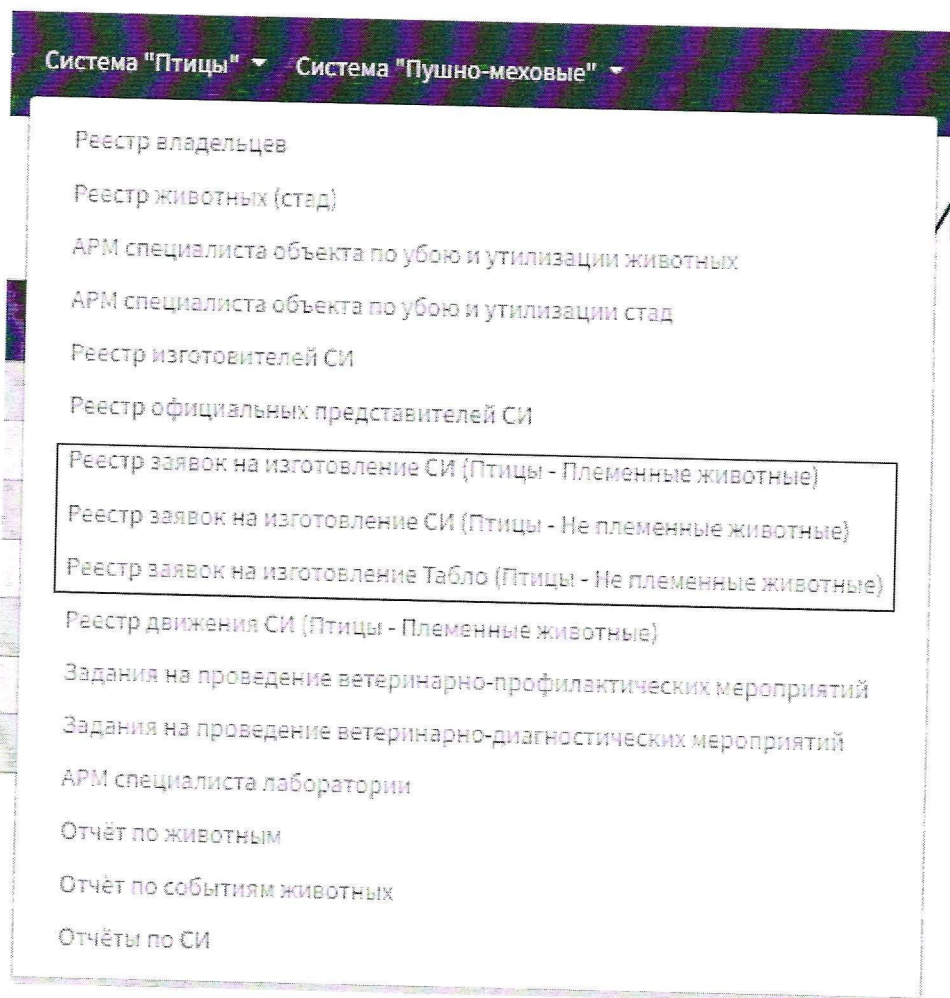 Система "Птицы" Система "Пушно-меховые"
Реестр владельцев
Реестр животных (стад)
АРМ специалиста объекта по убою и утилизации животных
АРМ специалиста объекта по убою и утилизации стад
Реестр изготовителей СИ
Реестр официальных представителей СИ
Реестр заявок на изготовление СИ (Птицы - Племенные животные)
Реестр заявок на изготовление СИ (Птицы - Не племенные животные)
Реестр заявок на изготовление Табло (Птицы - Не племенные животные)
Реестр движения СИ (Птицы - Племенные животные)
Задания на проведение ветеринарно-профилактических мероприятий
Задания на проведение ветеринарно-диагностических мероприятий
АРМ специалиста лаборатории
Отчёт по животным
Отчёт по событиям животных
Отчёты по СИ